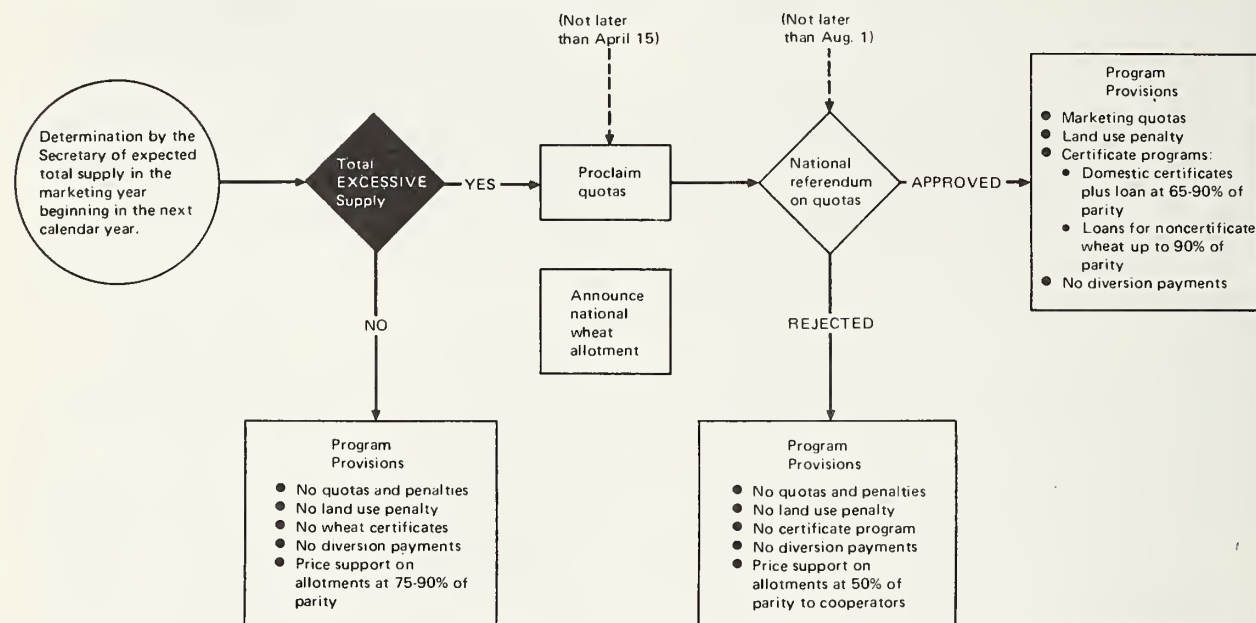 (Not later
than April 15)
(Not later
than Aug. 1)
Determination by the
Secretary of expected
total supply in the
marketing year
beginning in the next
calendar year.
Total
EXCESSIVE
Supply
YES
Proclaim
quotas
National
referendum
on quotas
APPROVED
Program
Provisions
Marketing quotas
Land use penalty
Certificate programs:
Domestic certificates
plus loan at 65-90% of
parity
Loans for noncertificate
wheat up to 90% of
parity
No diversion payments
NO
Announce
national
wheat
allotment
REJECTED
Program
Provisions
No quotas and penalties
No land use penalty
No wheat certificates
No diversion payments
Price support on
allotments at 75-90% of
parity
Program
Provisions
No quotas and penalties
No land use penalty
No certificate program
No diversion payments
Price support on
allotments at 50% of
parity to cooperators